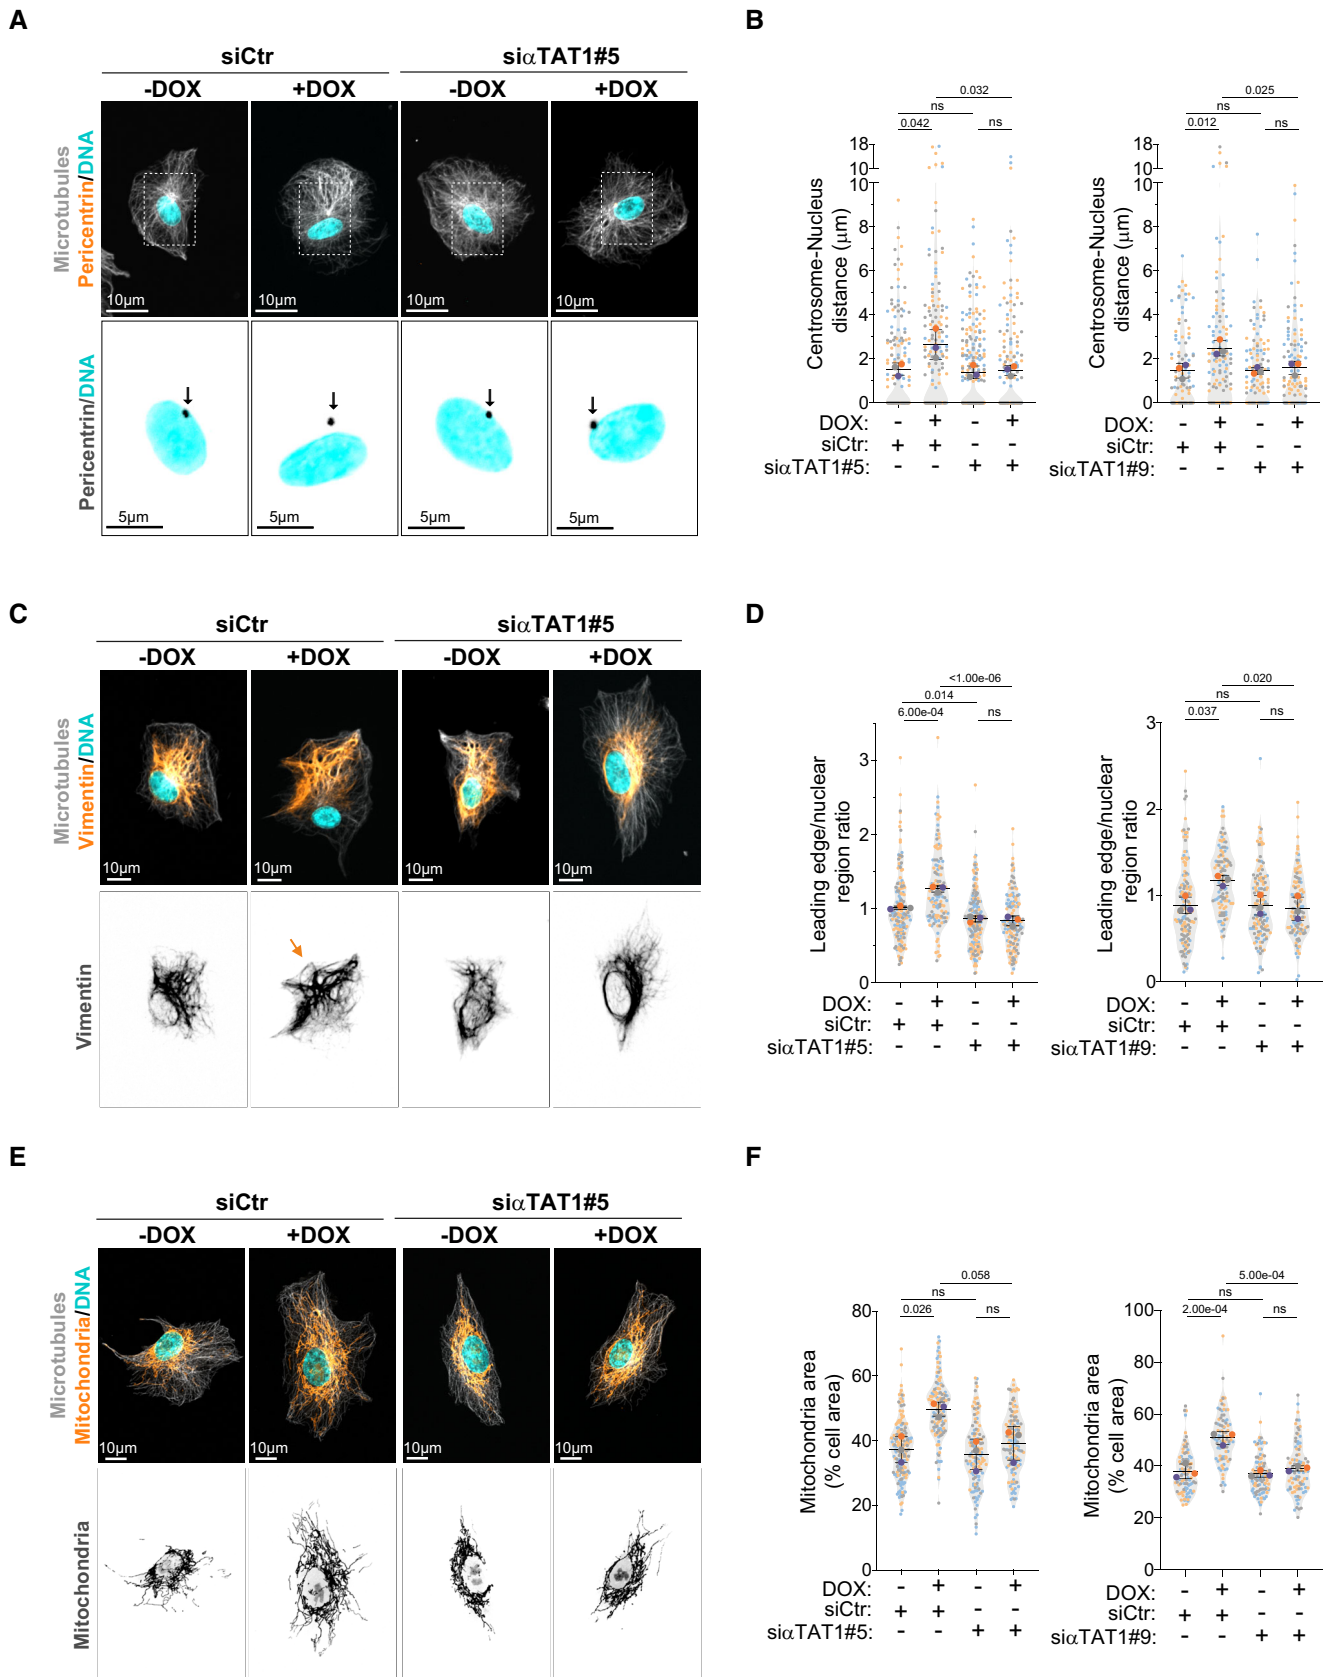 A
siCtr
siαTAT1#5
-DOX
+DOX
-DOX
+DOX
Microtubules
Pericentrin/DNA
10μm
10μm
10μm
10μm
Pericentrin/DNA
5μm
5μm
5μm
5μm
B
0.032
ns
0.042
ns
18
10
10
8
6
4
2
0
Centrosome-Nucleus
distance (μm)
DOX: - + - +
siCtr: + + - -
siαTAT1#5: - - + +
0.025
ns
0.012
ns
18
10
10
8
6
4
2
0
Centrosome-Nucleus
distance (μm)
DOX: - + - +
siCtr: + + - -
siαTAT1#9: - - + +
C
siCtr
siαTAT1#5
-DOX
+DOX
-DOX
+DOX
Microtubules
Vimentin/DNA
10μm
10μm
10μm
10μm
Vimentin
D
<1.00e-06
0.014
6.00e-04
ns
3
2
1
0
Leading edge/nuclear
region ratio
DOX: - + - +
siCtr: + + - -
siαTAT1#5: - - + +
0.020
ns
0.037
ns
3
2
1
0
Leading edge/nuclear
region ratio
DOX: - + - +
siCtr: + + - -
siαTAT1#9: - - + +
E
siCtr
siαTAT1#5
-DOX
+DOX
-DOX
+DOX
Microtubules
Mitochondria/DNA
10μm
10μm
10μm
10μm
Mitochondria
F
0.058
ns
0.026
ns
80
60
40
20
0
Mitochondria area
(% cell area)
DOX: - + - +
siCtr: + + - -
siαTAT1#5: - - + +
5.00e-04
ns
2.00e-04
ns
100
80
60
40
20
0
Mitochondria area
(% cell area)
DOX: - + - +
siCtr: + + - -
siαTAT1#9: - - + +